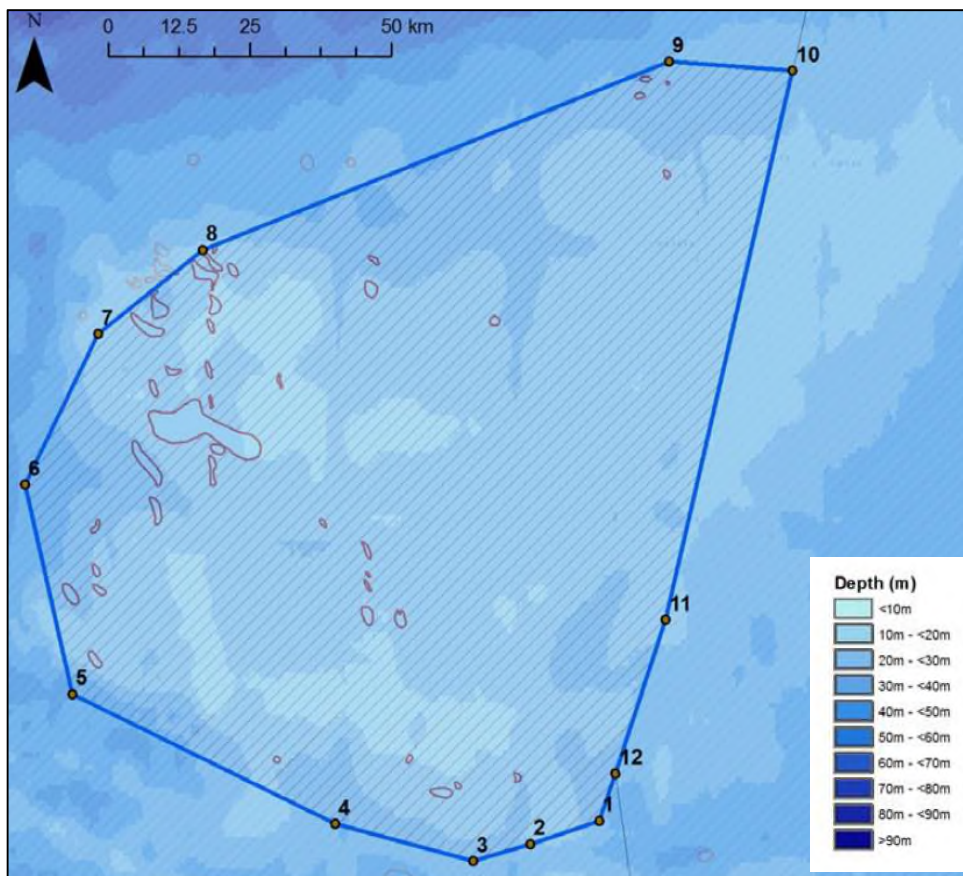 N
0 12.5 25 50 km
9
10
8
7
6
11
5
12
4
3
2
1
Depth (m)
<10m
10m - <20m
20m - <30m
30m - <40m
40m - <50m
50m - <60m
60m - <70m
70m - <80m
80m - <90m
>90m